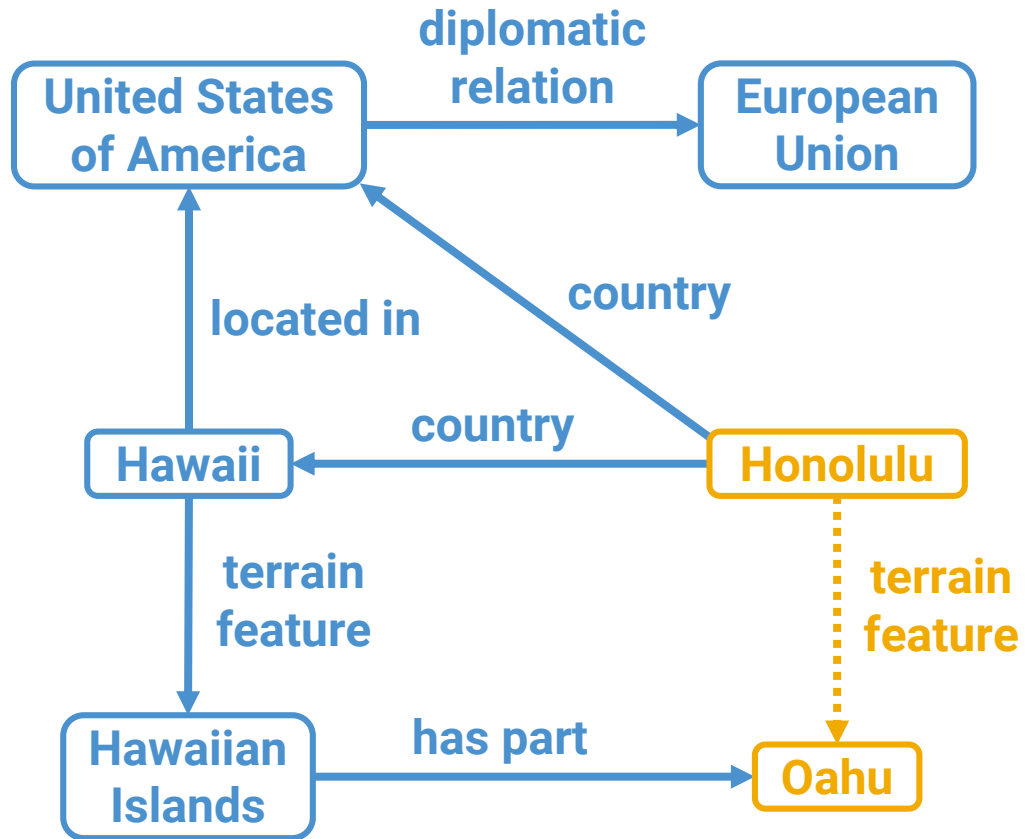 diplomatic
relation
United States
of America
European
Union
country
located in
country
Hawaii
Honolulu
terrain
feature
terrain
feature
has part
Hawaiian
Islands
Oahu